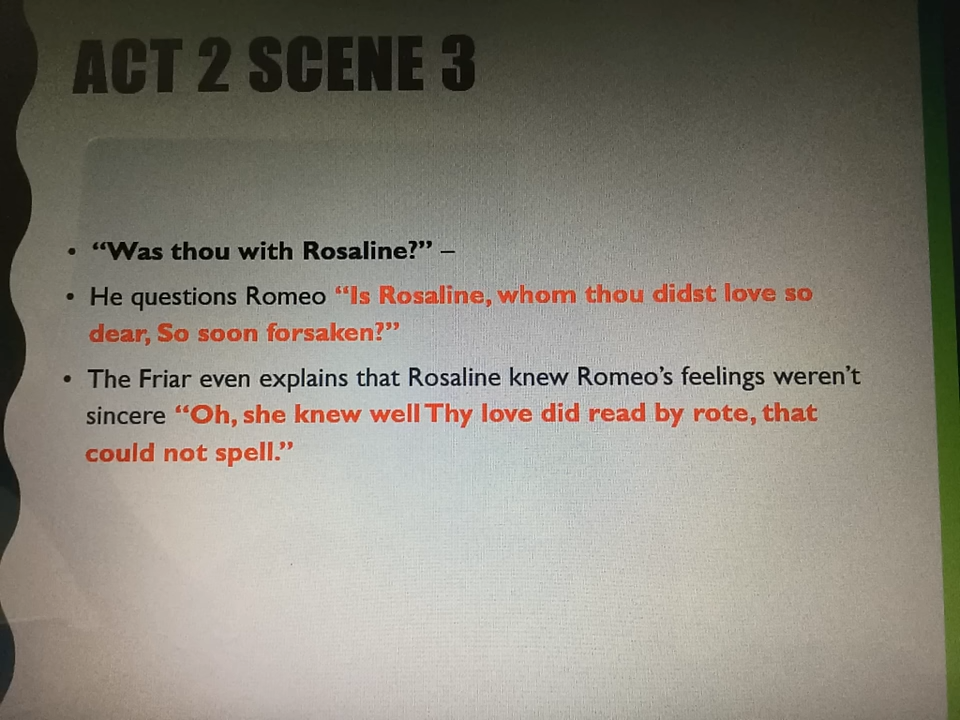 ACT 2 SCENE 3
• “Was thou with Rosaline?” –
• He questions Romeo “Is Rosaline, whom thou didst love so
dear, So soon forsaken?”
• The Friar even explains that Rosaline knew Romeo’s feelings weren’t
sincere “Oh, she knew well Thy love did read by rote, that
could not spell.”